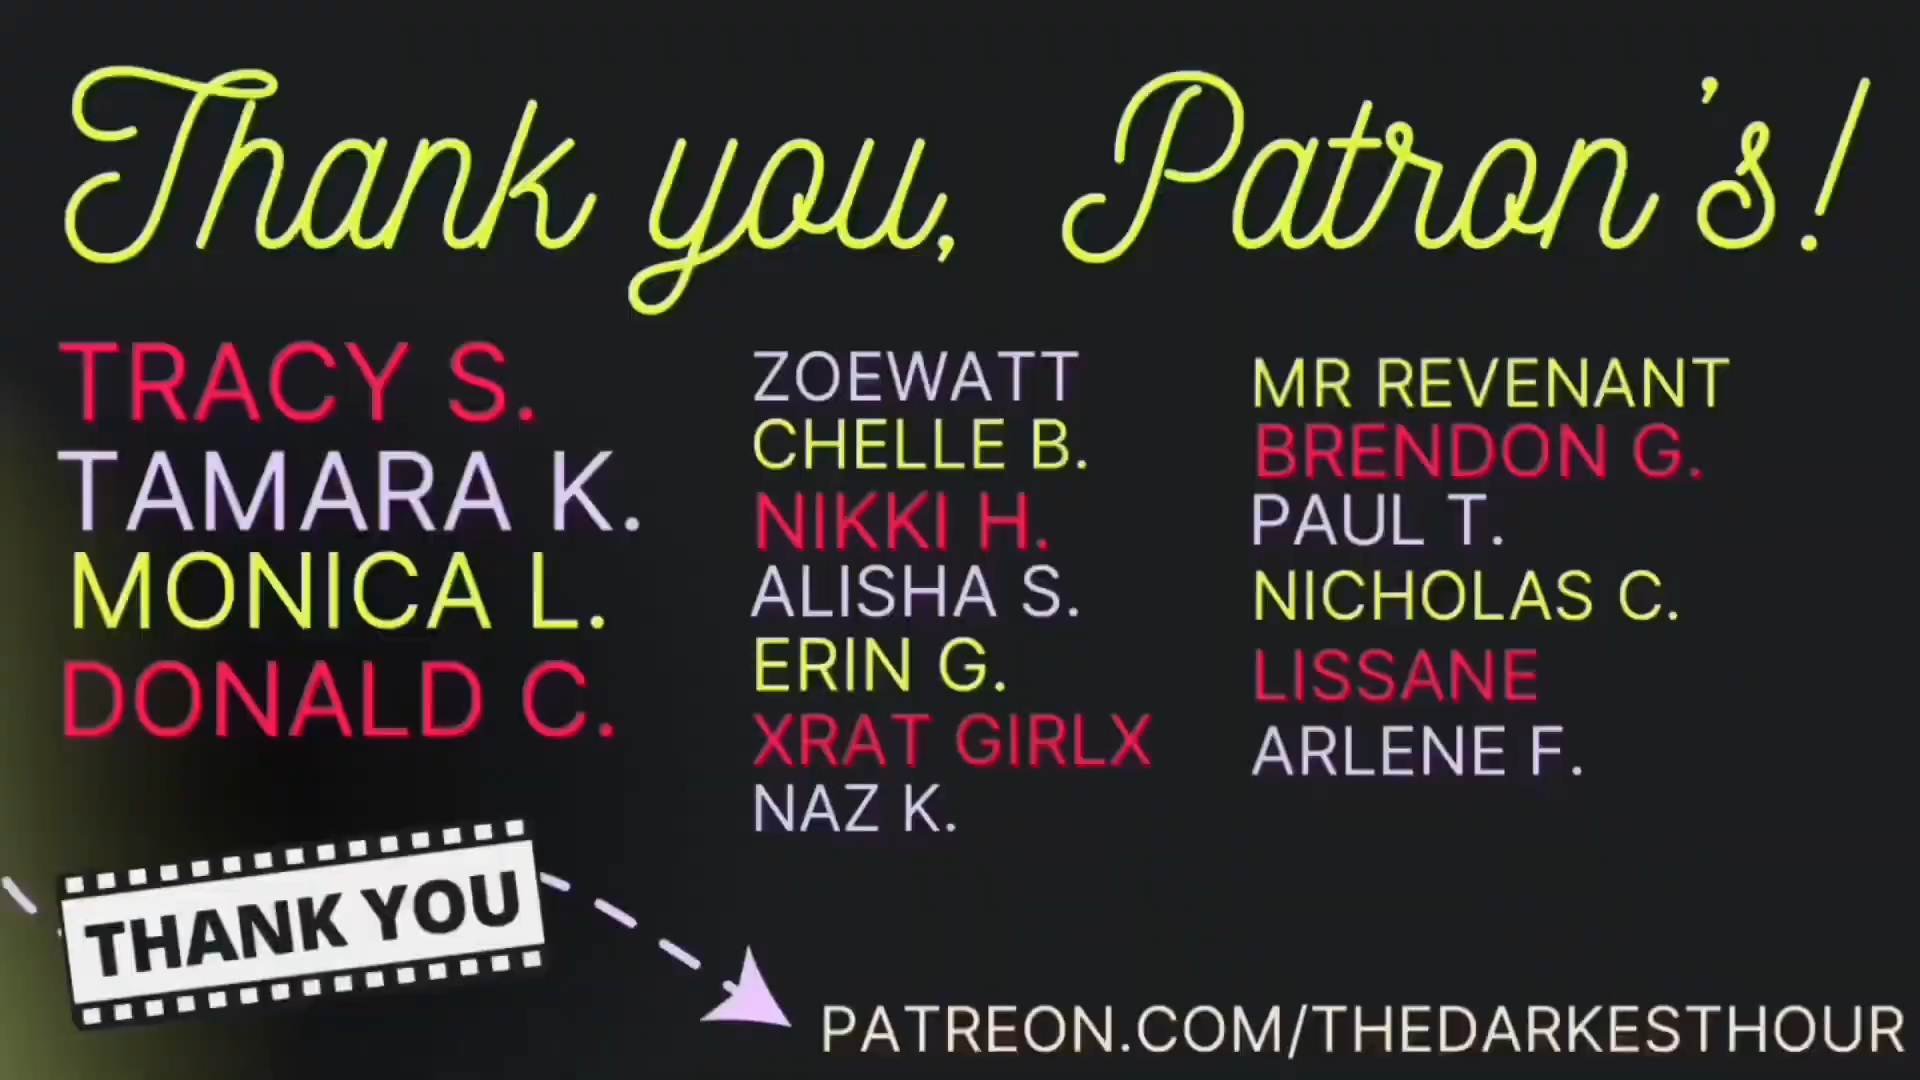 Thank you, Patron's!
TRACY S.
TAMARA K.
MONICA L.
DONALD C.
ZOEWATT
CHELLE B.
NIKKI H.
ALISHA S.
ERIN G.
XRAT GIRLX
NAZ K.
MR REVENANT
BRENDON G.
PAUL T.
NICHOLAS C.
LISSANE
ARLENE F.
THANK YOU
PATREON.COM/THEDARKESTHOUR